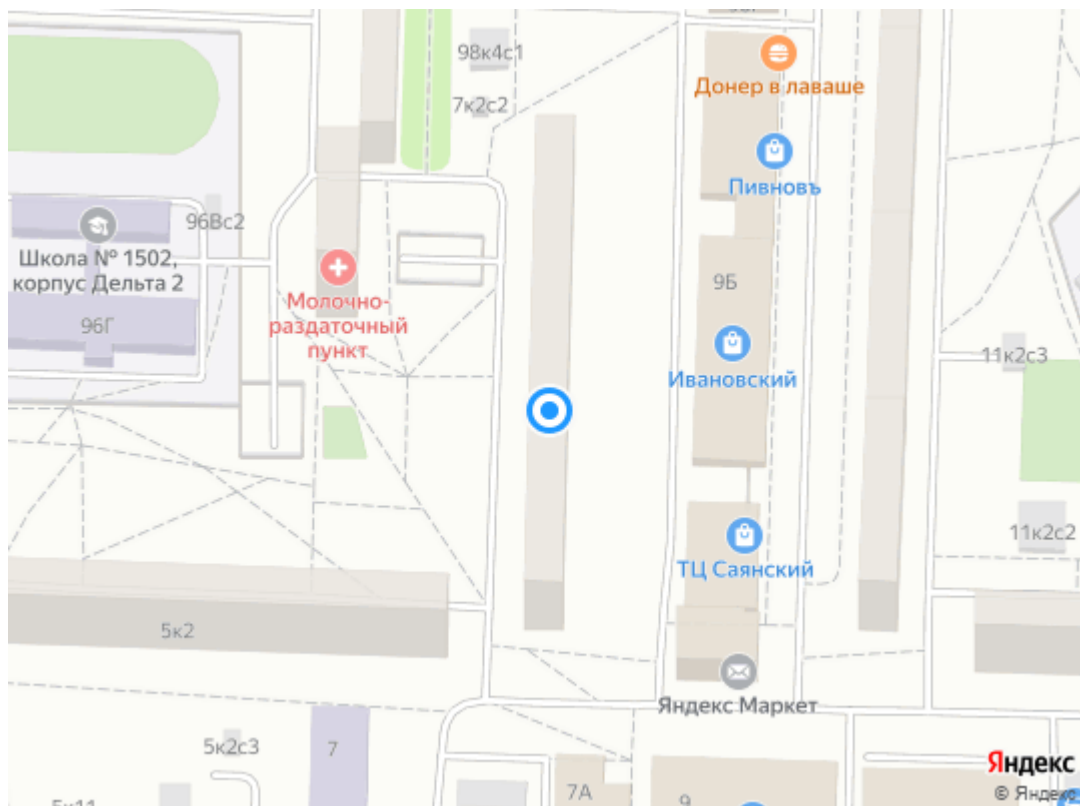 98к4с1
Донер в лаваше
7к2с2
Пивновъ
96Вс2
Школа № 1502,
корпус Дельта 2
9Б
Молочно-
раздаточный
пункт
96Г
11к2с3
Ивановский
11к2с2
ТЦ Саянский
5к2
Яндекс Маркет
5к2с3
7
Яндекс
7А
9
© Яндекс